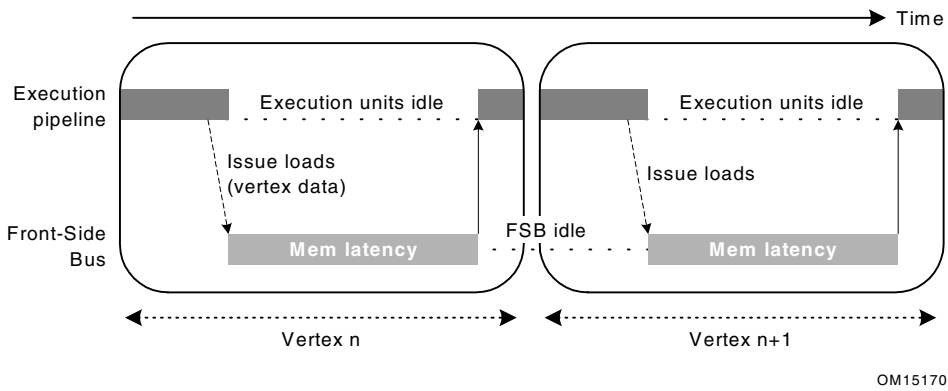 Time
Execution
pipeline
Execution units idle
Execution units idle
Issue loads
(vertex data)
Issue loads
Front-Side
Bus
Mem latency
FSB idle
Mem latency
Vertex n
Vertex n+1
OM15170